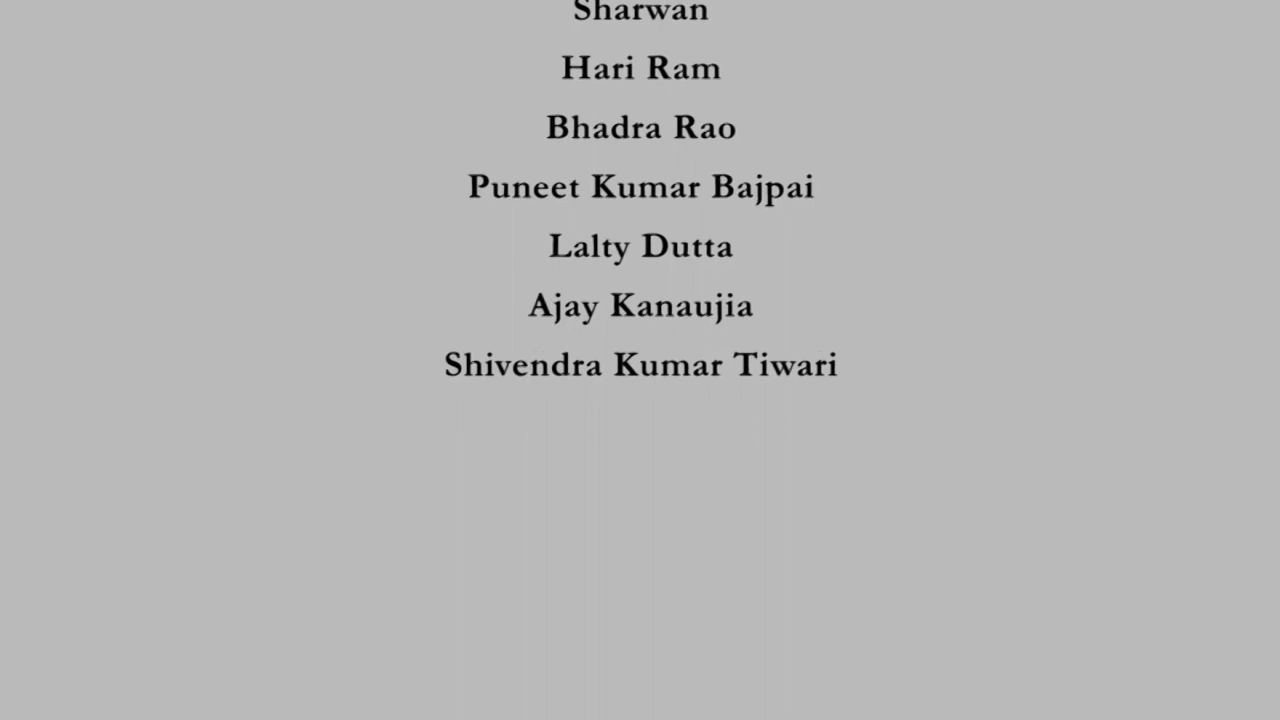 Sharwan
Hari Ram
Bhadra Rao
Puneet Kumar Bajpai
Lalty Dutta
Ajay Kanaujia
Shivendra Kumar Tiwari